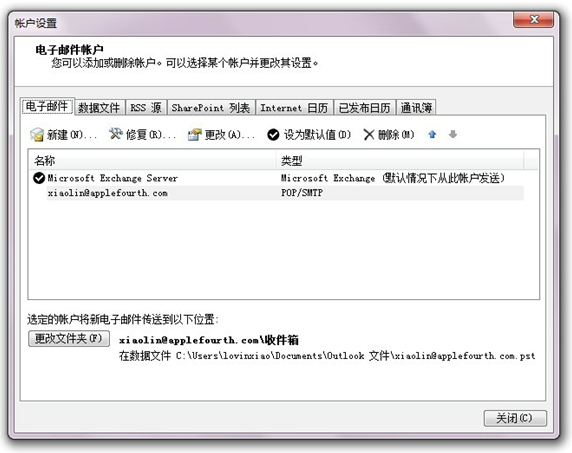 帐户设置
电子邮件帐户
您可以添加或删除帐户。可以选择某个帐户并更改其设置。
电子邮件 数据文件 RSS 源 SharePoint 列表 Internet 日历 已发布日历 通讯簿
新建(N)... 修复(R)... 更改(A)... 设为默认值(D) 删除(M)
名称 类型
Microsoft Exchange Server Microsoft Exchange (默认情况下从此帐户发送)
xiaolin@applefourth.com POP/SMTP
选定的帐户将新电子邮件传送到以下位置:
更改文件夹(F) xiaolin@applefourth.com\收件箱
在数据文件 C:\Users\lovinxiao\Documents\Outlook 文件\xiaolin@applefourth.com.pst
关闭(C)